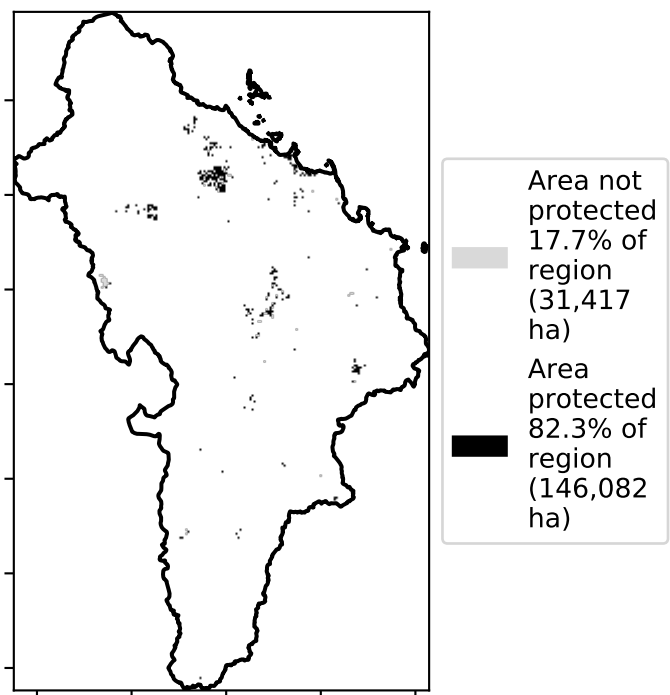 Area not
protected
17.7% of
region
(31,417
ha)
Area
protected
82.3% of
region
(146,082
ha)